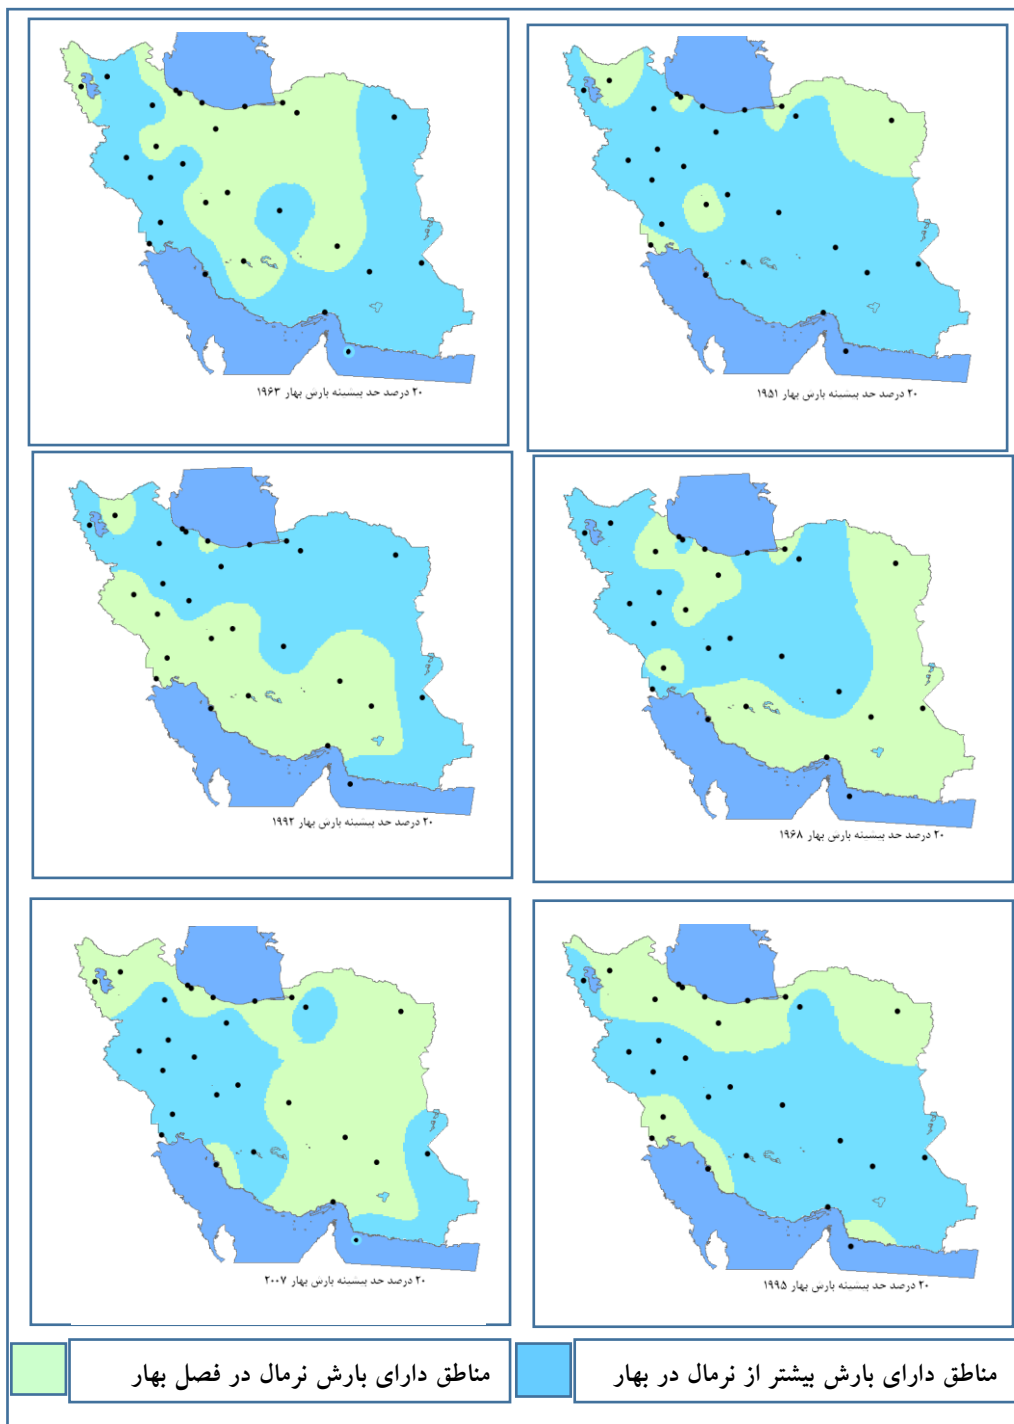 ۲۰ درصد حد بیشینه بارش بهار ۱۹۵۱
۲۰ درصد حد بیشینه بارش بهار ۱۹۶۳
۲۰ درصد حد بیشینه بارش بهار ۱۹۶۸
۲۰ درصد حد بیشینه بارش بهار ۱۹۹۲
۲۰ درصد حد بیشینه بارش بهار ۱۹۹۵
۲۰ درصد حد بیشینه بارش بهار ۲۰۰۷
مناطق دارای بارش بیشتر از نرمال در بهار
مناطق دارای بارش نرمال در فصل بهار